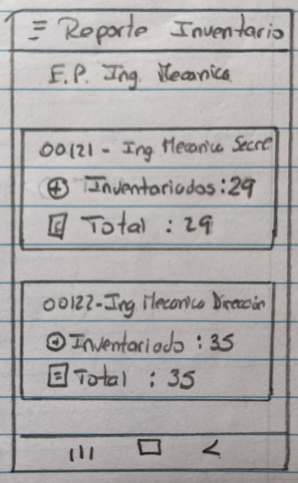 Reporte Inventario
E.P. Ing. Mecanica
00121 - Ing Mecanica Secre
Inventariados : 29
Total : 29
00122 - Ing Mecanica Dirección
Inventariado : 35
Total : 35